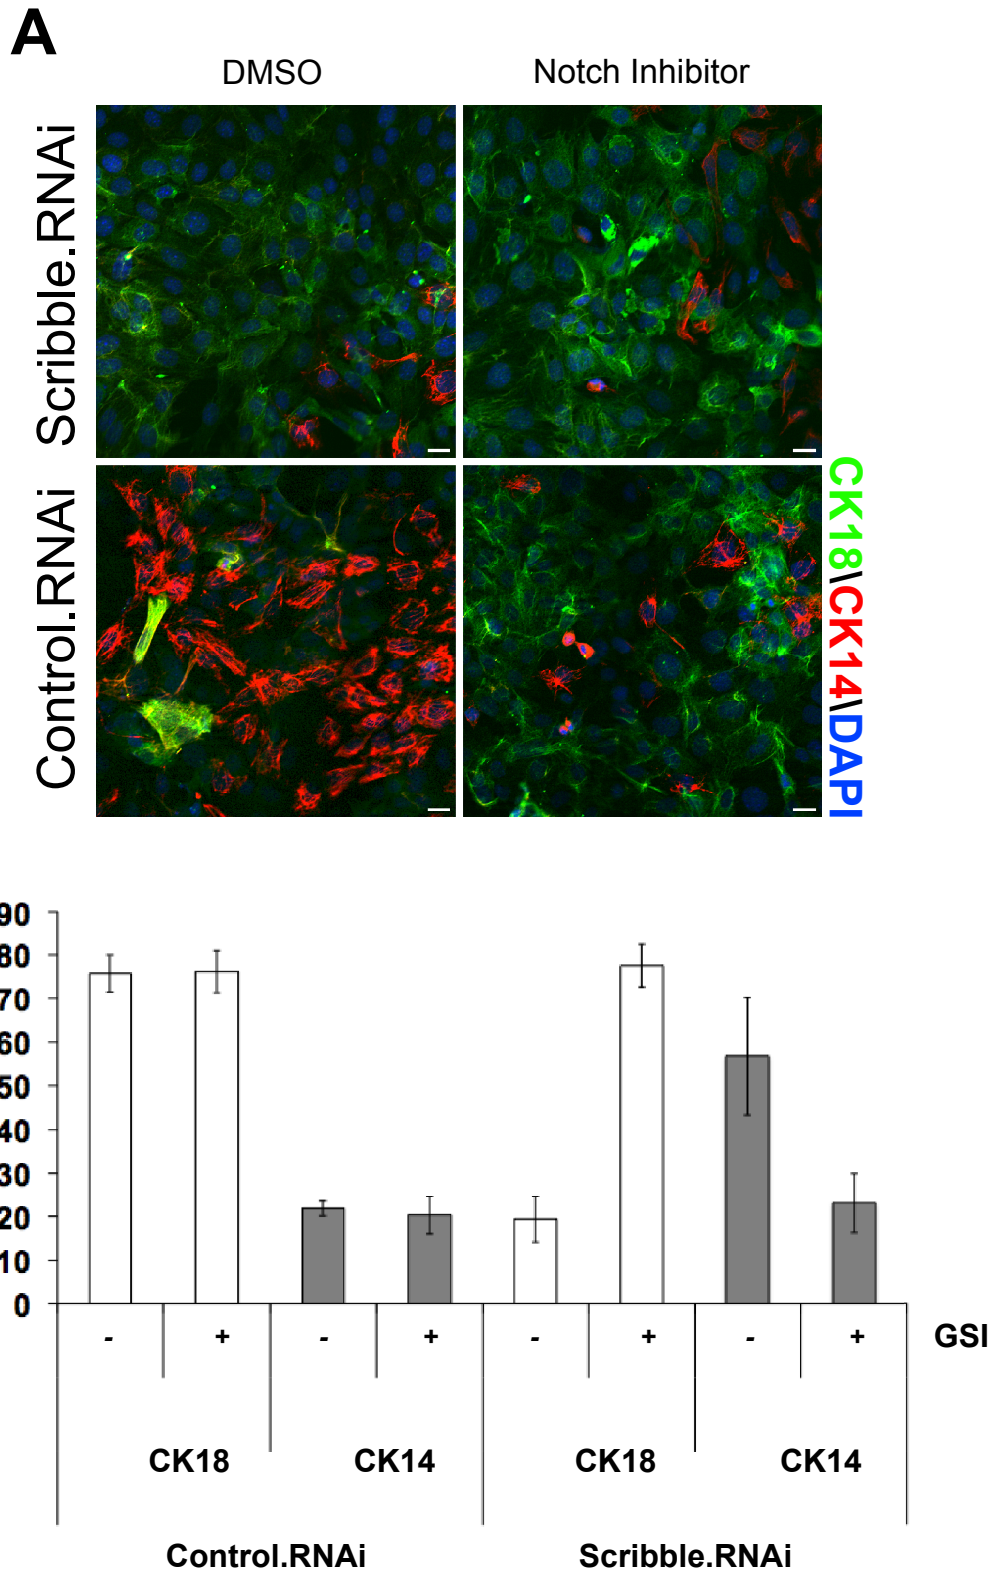 A
DMSO
Notch Inhibitor
Scribble.RNAi
Control.RNAi
CK18\CK14\DAPI
90
80
70
60
50
40
30
20
10
0
- + - + - + - + GSI
CK18 CK14 CK18 CK14
Control.RNAi Scribble.RNAi